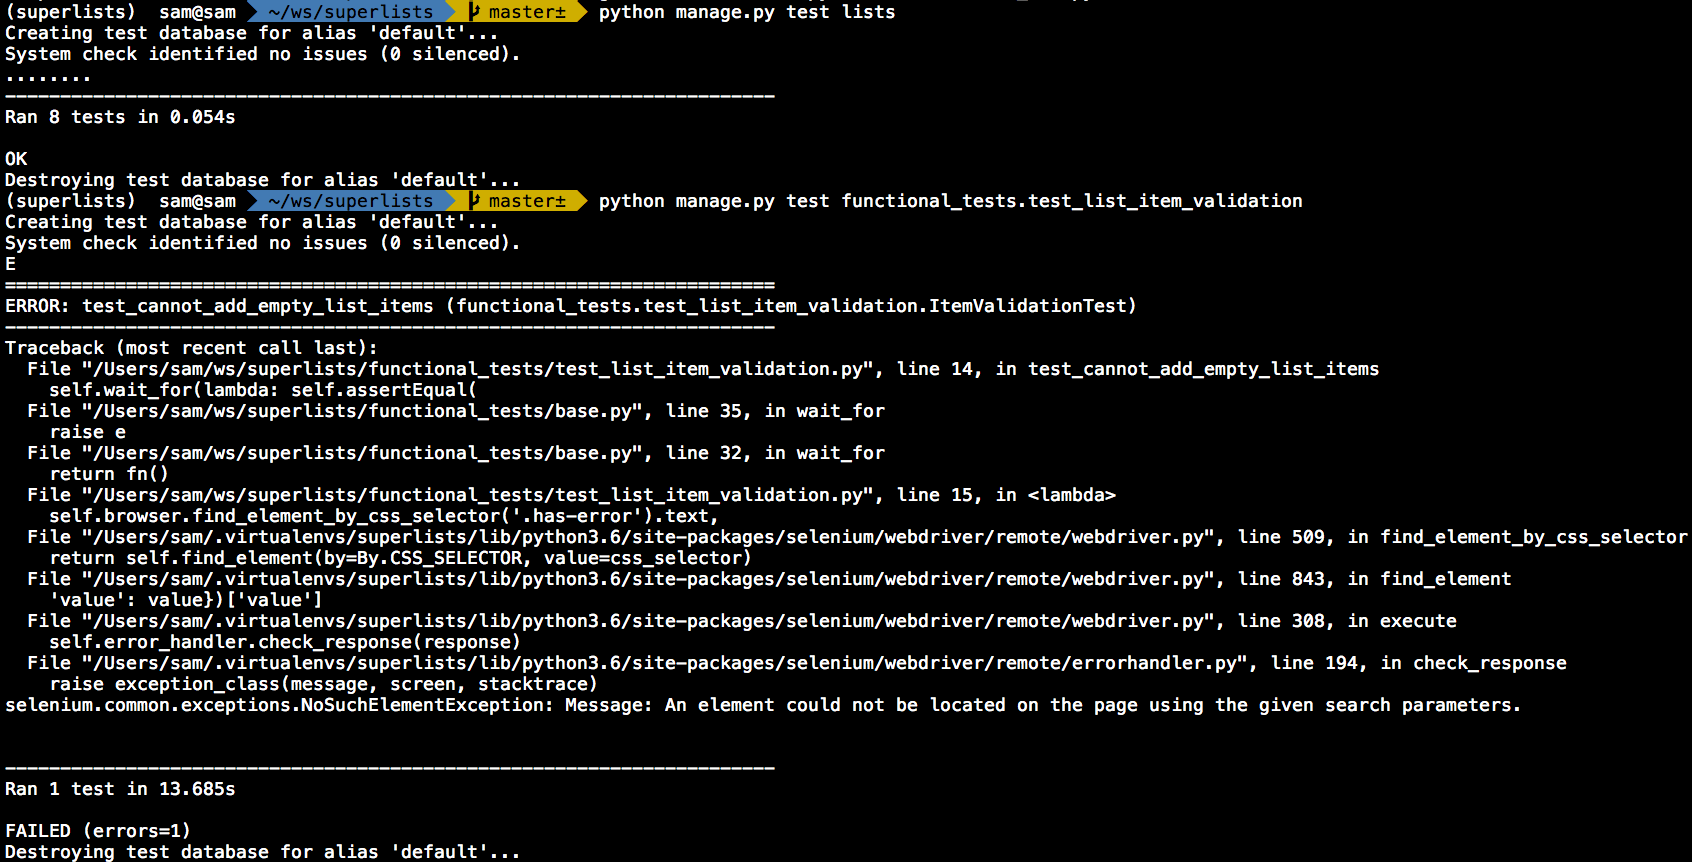 (superlists)  sam@sam  ~/ws/superlists  master±  python manage.py test lists
Creating test database for alias 'default'...
System check identified no issues (0 silenced).
........
----------------------------------------------------------------------
Ran 8 tests in 0.054s
OK
Destroying test database for alias 'default'...
(superlists)  sam@sam  ~/ws/superlists  master±  python manage.py test functional_tests.test_list_item_validation
Creating test database for alias 'default'...
System check identified no issues (0 silenced).
E
======================================================================
ERROR: test_cannot_add_empty_list_items (functional_tests.test_list_item_validation.ItemValidationTest)
----------------------------------------------------------------------
Traceback (most recent call last):
  File "/Users/sam/ws/superlists/functional_tests/test_list_item_validation.py", line 14, in test_cannot_add_empty_list_items
    self.wait_for(lambda: self.assertEqual(
  File "/Users/sam/ws/superlists/functional_tests/base.py", line 35, in wait_for
    raise e
  File "/Users/sam/ws/superlists/functional_tests/base.py", line 32, in wait_for
    return fn()
  File "/Users/sam/ws/superlists/functional_tests/test_list_item_validation.py", line 15, in <lambda>
    self.browser.find_element_by_css_selector('.has-error').text,
  File "/Users/sam/.virtualenvs/superlists/lib/python3.6/site-packages/selenium/webdriver/remote/webdriver.py", line 509, in find_element_by_css_selector
    return self.find_element(by=By.CSS_SELECTOR, value=css_selector)
  File "/Users/sam/.virtualenvs/superlists/lib/python3.6/site-packages/selenium/webdriver/remote/webdriver.py", line 843, in find_element
    'value': value})['value']
  File "/Users/sam/.virtualenvs/superlists/lib/python3.6/site-packages/selenium/webdriver/remote/webdriver.py", line 308, in execute
    self.error_handler.check_response(response)
  File "/Users/sam/.virtualenvs/superlists/lib/python3.6/site-packages/selenium/webdriver/remote/errorhandler.py", line 194, in check_response
    raise exception_class(message, screen, stacktrace)
selenium.common.exceptions.NoSuchElementException: Message: An element could not be located on the page using the given search parameters.
----------------------------------------------------------------------
Ran 1 test in 13.685s
FAILED (errors=1)
Destroying test database for alias 'default'...